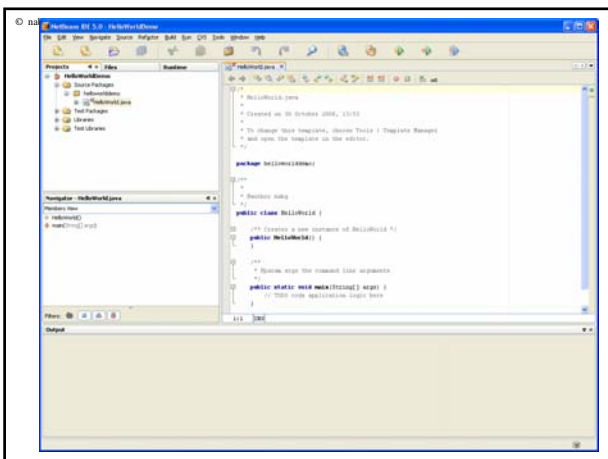 © na
NetBeans IDE 5.0 - HelloWorldDemo
File Edit View Navigate Source Refactor Build Run CVS Tools Window Help
Projects Files Runtime
HelloWorldDemo
Source Packages
helloworlddemo
HelloWorld.java
Test Packages
Libraries
Test Libraries
Navigator - HelloWorld.java
Members View
HelloWorld()
main(String[] args)
Filters:
HelloWorld.java
/*
* HelloWorld.java
*
* Created on 30 October 2006,
*
* To change this template, choose Tools | Template Manager
* and open the template in the editor.
*/
package helloworlddemo;
/**
*
* @author
*/
public class HelloWorld {
/** Creates a new instance of HelloWorld */
public HelloWorld() {
}
/**
* @param args the command line arguments
*/
public static void main(String[] args) {
// TODO code application logic here
}
1:1 INS
Output